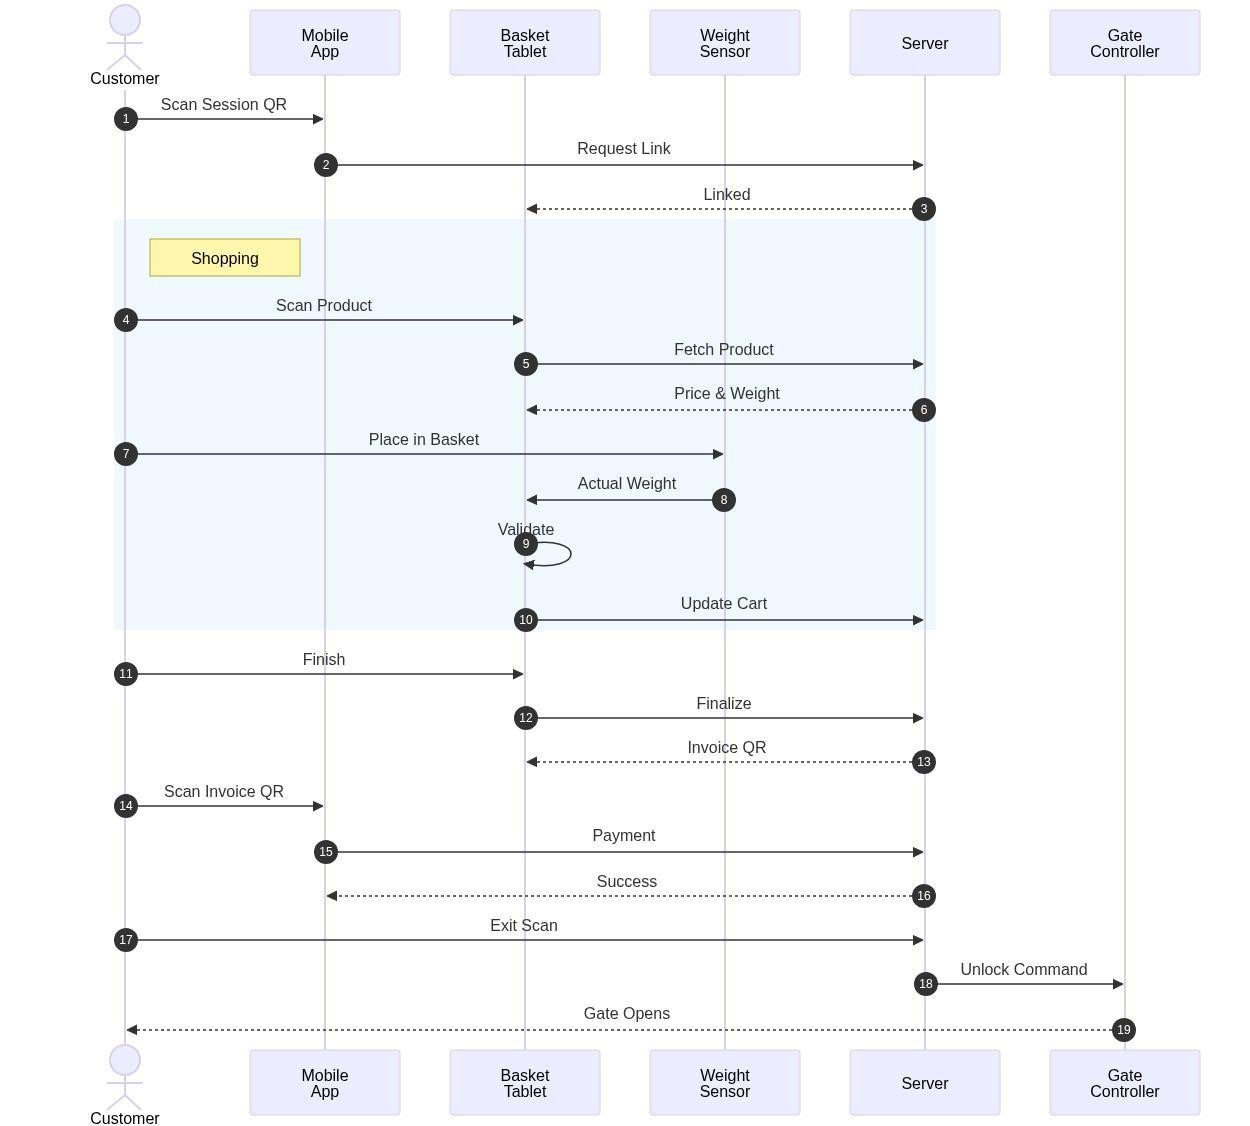 Customer
Mobile
App
Basket
Tablet
Weight
Sensor
Server
Gate
Controller
1
Scan Session QR
2
Request Link
Linked
3
Shopping
4
Scan Product
5
Fetch Product
Price & Weight
6
7
Place in Basket
Actual Weight
8
Validate
9
10
Update Cart
11
Finish
12
Finalize
Invoice QR
13
14
Scan Invoice QR
15
Payment
Success
16
17
Exit Scan
18
Unlock Command
Gate Opens
19
Customer
Mobile
App
Basket
Tablet
Weight
Sensor
Server
Gate
Controller